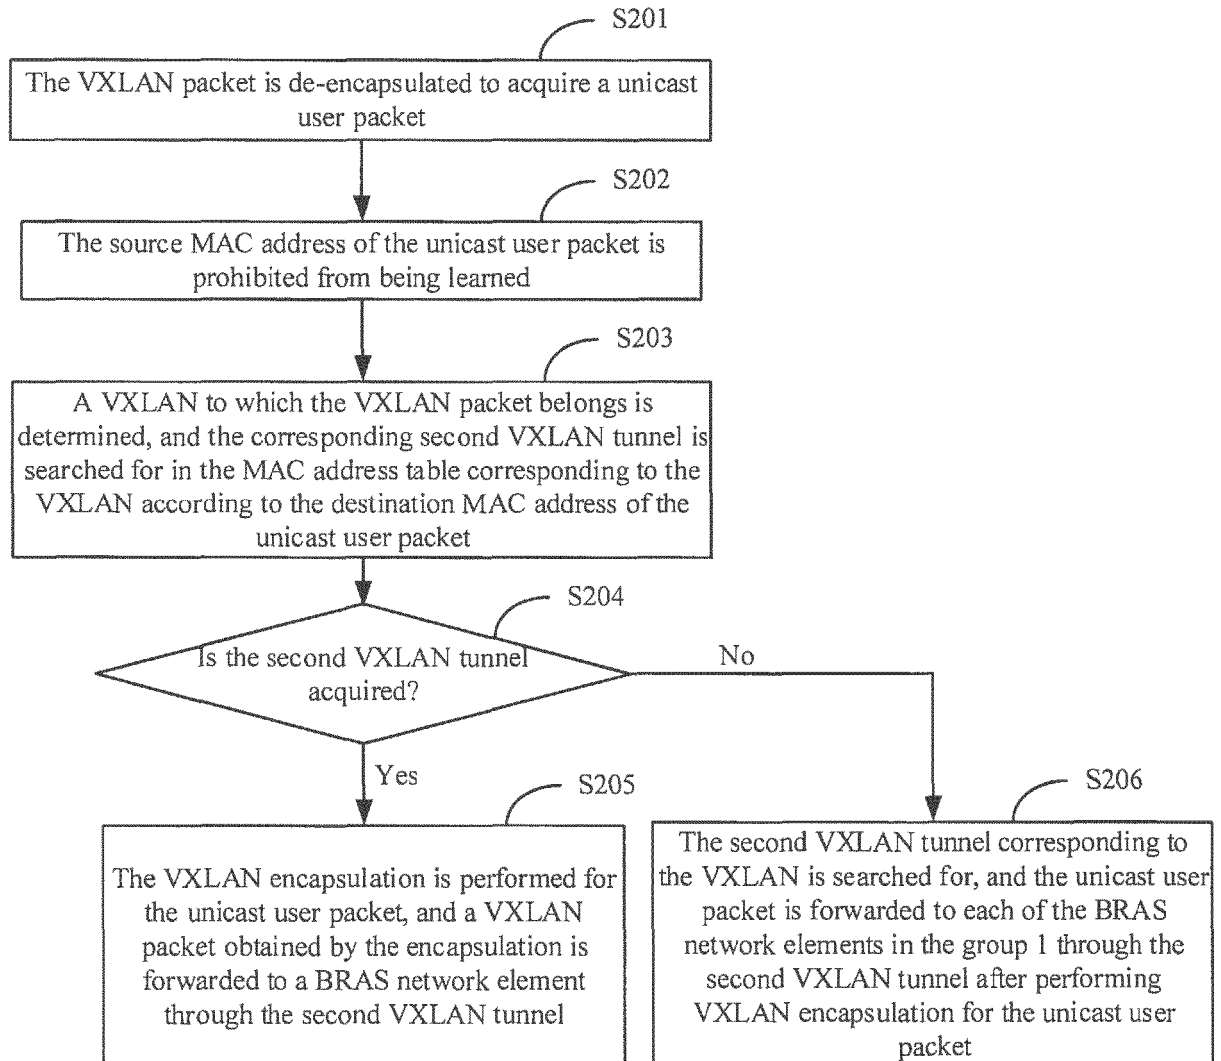 S201
The VXLAN packet is de-encapsulated to acquire a unicast
user packet
S202
The source MAC address of the unicast user packet is
prohibited from being learned
S203
A VXLAN to which the VXLAN packet belongs is
determined, and the corresponding second VXLAN tunnel is
searched for in the MAC address table corresponding to the
VXLAN according to the destination MAC address of the
unicast user packet
S204
Is the second VXLAN tunnel
acquired?
No
Yes
S205
The VXLAN encapsulation is performed for
the unicast user packet, and a VXLAN
packet obtained by the encapsulation is
forwarded to a BRAS network element
through the second VXLAN tunnel
S206
The second VXLAN tunnel corresponding to
the VXLAN is searched for, and the unicast user
packet is forwarded to each of the BRAS
network elements in the group 1 through the
second VXLAN tunnel after performing
VXLAN encapsulation for the unicast user
packet